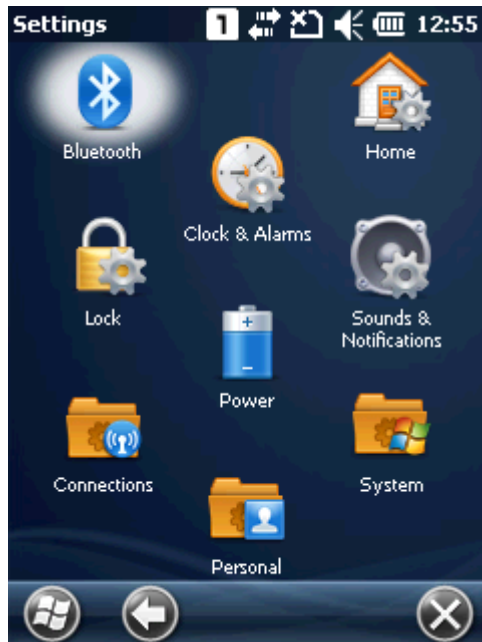 Settings 1 12:55
Bluetooth
Home
Clock & Alarms
Lock
Sounds &
Notifications
Power
Connections
System
Personal